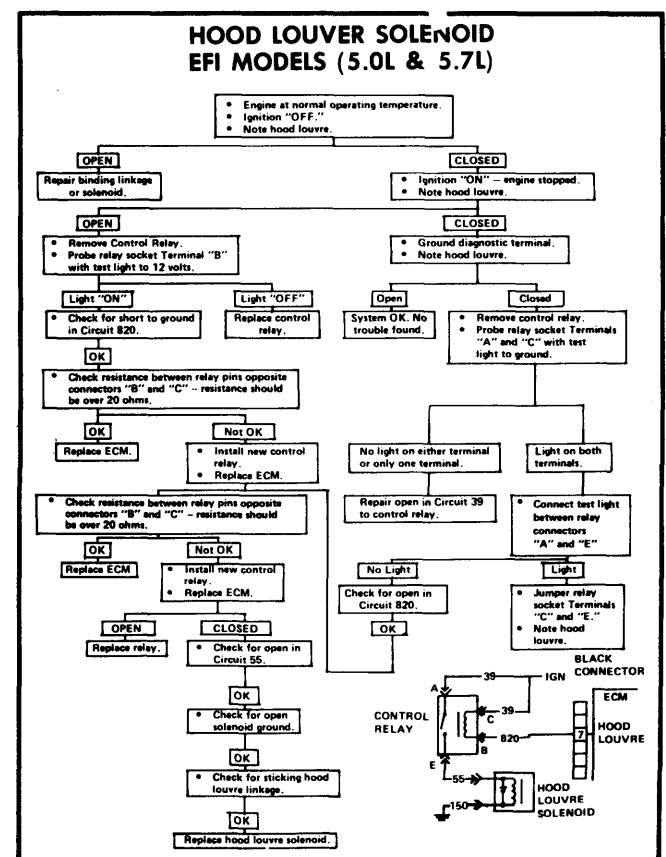 HOOD LOUVER SOLENOID
EFI MODELS (5.0L & 5.7L)
• Engine at normal operating temperature.
• Ignition "OFF."
• Note hood louvre.
OPEN
CLOSED
Repair binding linkage
or solenoid.
• Ignition "ON" – engine stopped.
• Note hood louvre.
OPEN
CLOSED
• Remove Control Relay.
• Probe relay socket Terminal "B"
with test light to 12 volts.
• Ground diagnostic terminal.
• Note hood louvre.
Light "ON"
Light "OFF"
Open
Closed
• Check for short to ground
in Circuit 820.
Replace control
relay.
System OK. No
trouble found.
• Remove control relay.
• Probe relay socket Terminals
"A" and "C" with test
light to ground.
OK
• Check resistance between relay pins opposite
connectors "B" and "C" -- resistance should
be over 20 ohms.
OK
Not OK
Replace ECM.
• Install new control
relay.
• Replace ECM.
No light on either terminal
or only one terminal.
Light on both
terminals.
Repair open in Circuit 39
to control relay.
• Connect test light
between relay
connectors
"A" and "E"
• Check resistance between relay pins opposite
connectors "B" and "C" -- resistance should
be over 20 ohms.
OK
Not OK
Replace ECM
• Install new control
relay.
• Replace ECM.
No Light
Light
Check for open in
Circuit 820.
OK
• Jumper relay
socket Terminals
"C" and "E."
• Note hood
louvre.
OPEN
CLOSED
Replace relay.
• Check for open in
Circuit 55.
OK
• Check for open
solenoid ground.
OK
• Check for sticking hood
louvre linkage.
OK
Replace hood louvre solenoid.
BLACK
CONNECTOR
39
IGN
ECM
A
39
C
CONTROL
RELAY
820
B
7
HOOD
LOUVRE
E
55
150
HOOD
LOUVRE
SOLENOID